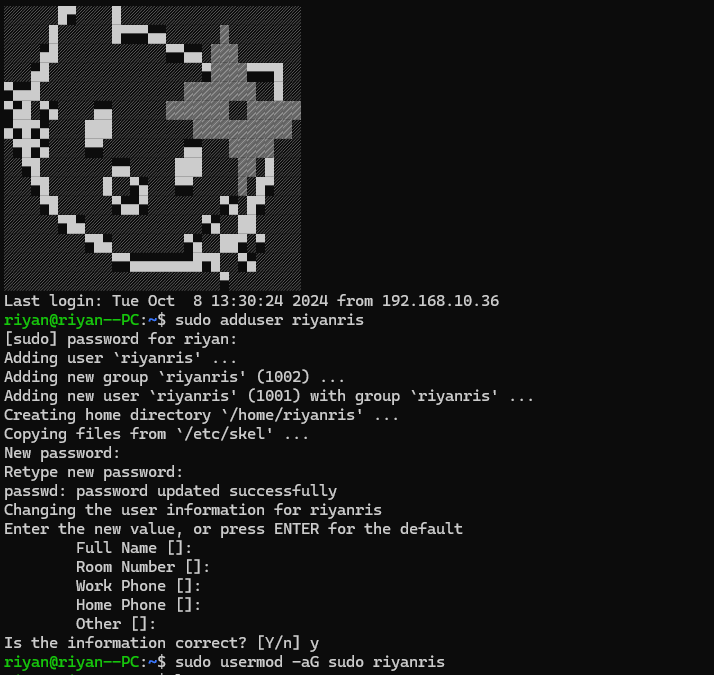 Last login: Tue Oct  8 13:30:24 2024 from 192.168.10.36
riyan@riyan--PC:~$ sudo adduser riyanris
[sudo] password for riyan:
Adding user `riyanris' ...
Adding new group `riyanris' (1002) ...
Adding new user `riyanris' (1001) with group `riyanris' ...
Creating home directory `/home/riyanris' ...
Copying files from `/etc/skel' ...
New password:
Retype new password:
passwd: password updated successfully
Changing the user information for riyanris
Enter the new value, or press ENTER for the default
        Full Name []:
        Room Number []:
        Work Phone []:
        Home Phone []:
        Other []:
Is the information correct? [Y/n] y
riyan@riyan--PC:~$ sudo usermod -aG sudo riyanris